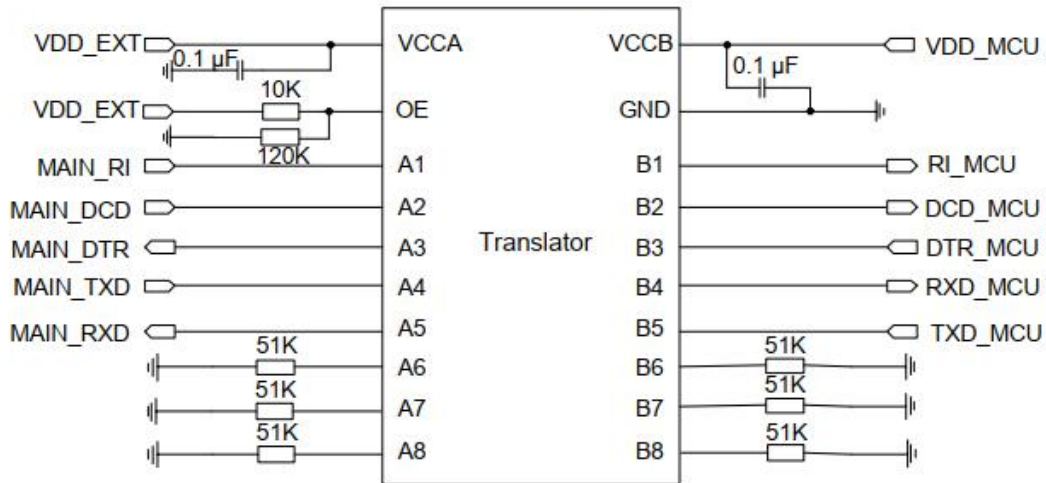 VDD_EXT VCCA VCCB VDD_MCU
0.1 µF 0.1 µF
10K
VDD_EXT OE GND
120K
MAIN_RI A1 B1 RI_MCU
MAIN_DCD A2 B2 DCD_MCU
MAIN_DTR A3 Translator B3 DTR_MCU
MAIN_TXD A4 B4 RXD_MCU
MAIN_RXD A5 B5 TXD_MCU
51K 51K
A6 B6
51K 51K
A7 B7
51K 51K
A8 B8